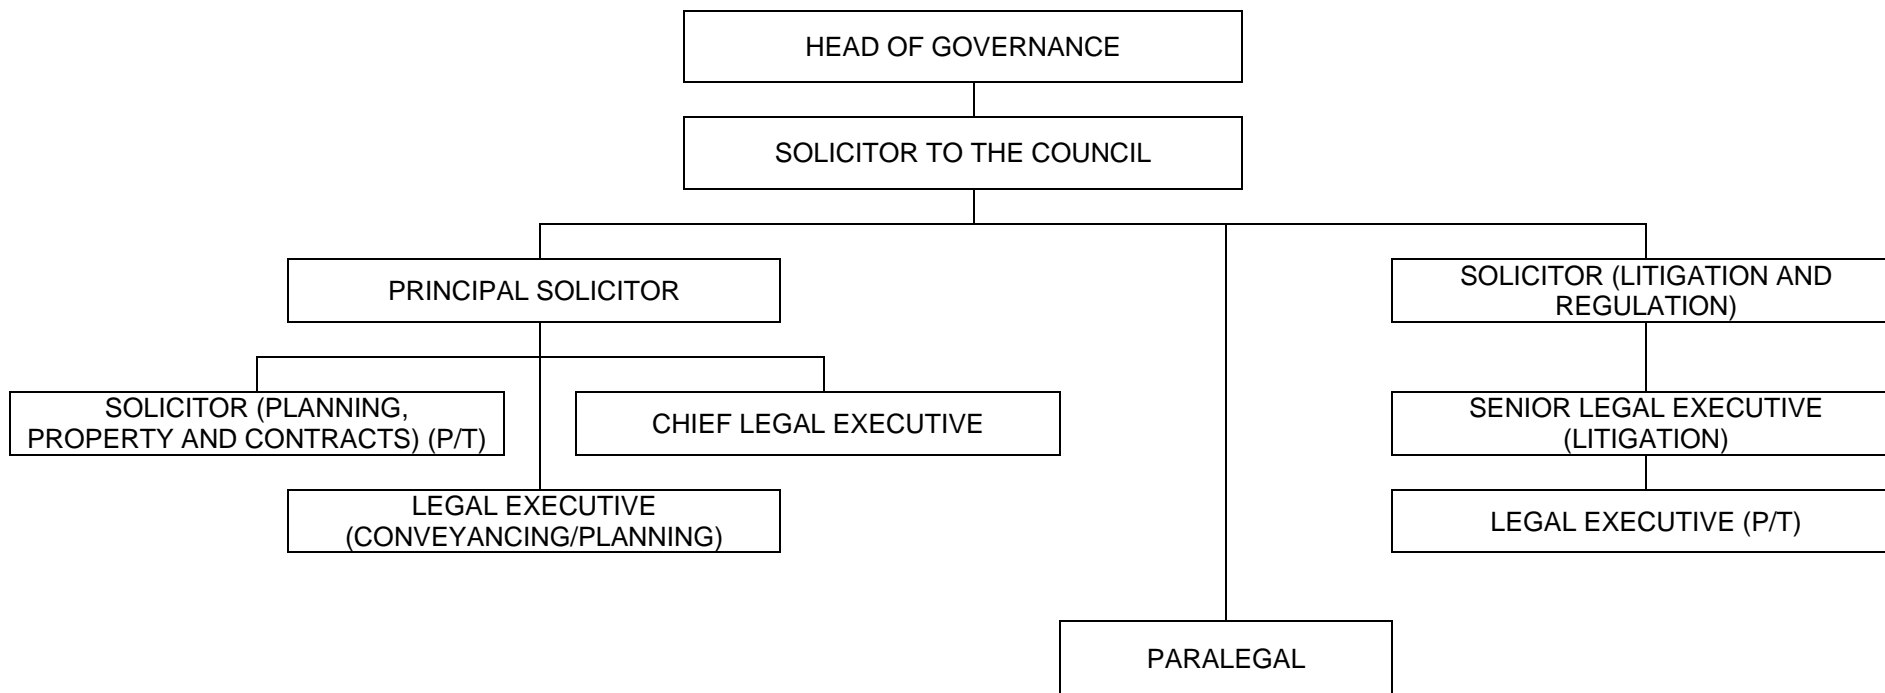 HEAD OF GOVERNANCE
SOLICITOR TO THE COUNCIL
PRINCIPAL SOLICITOR
SOLICITOR (LITIGATION AND
REGULATION)
SOLICITOR (PLANNING,
PROPERTY AND CONTRACTS) (P/T)
CHIEF LEGAL EXECUTIVE
SENIOR LEGAL EXECUTIVE
(LITIGATION)
LEGAL EXECUTIVE
(CONVEYANCING/PLANNING)
LEGAL EXECUTIVE (P/T)
PARALEGAL